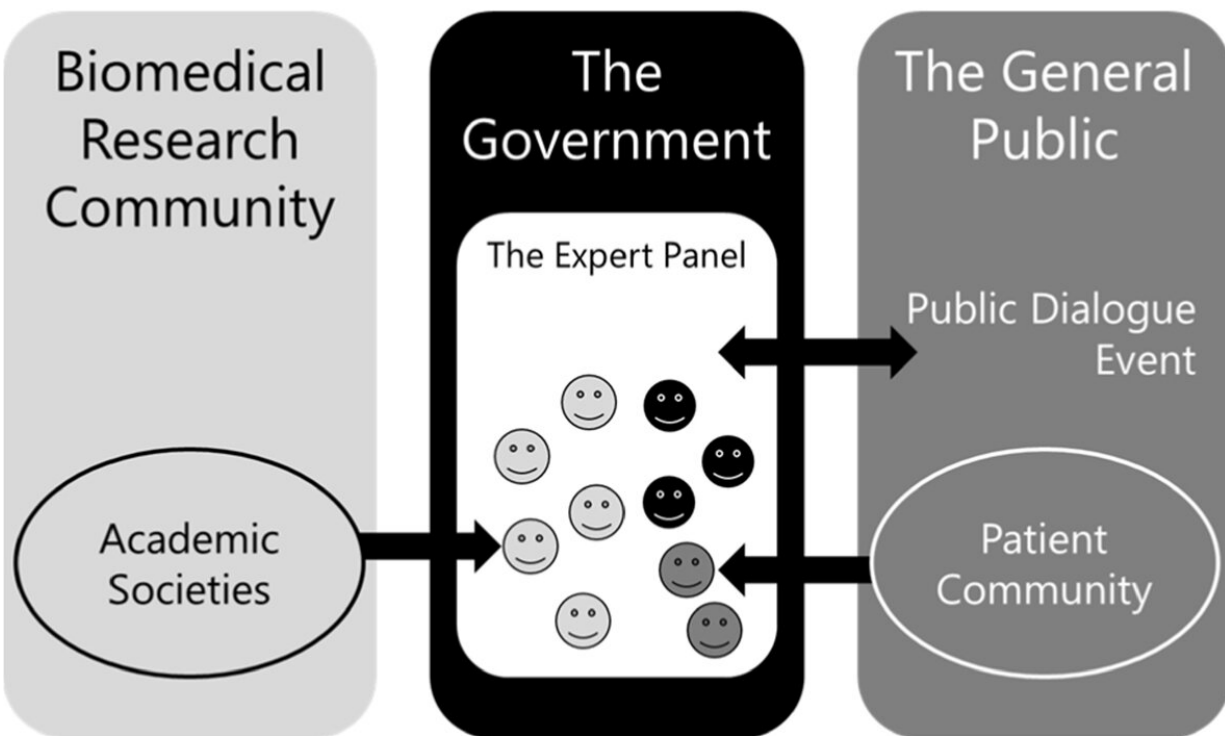 Biomedical
Research
Community
Academic
Societies
The
Government
The Expert Panel
The General
Public
Public Dialogue
Event
Patient
Community